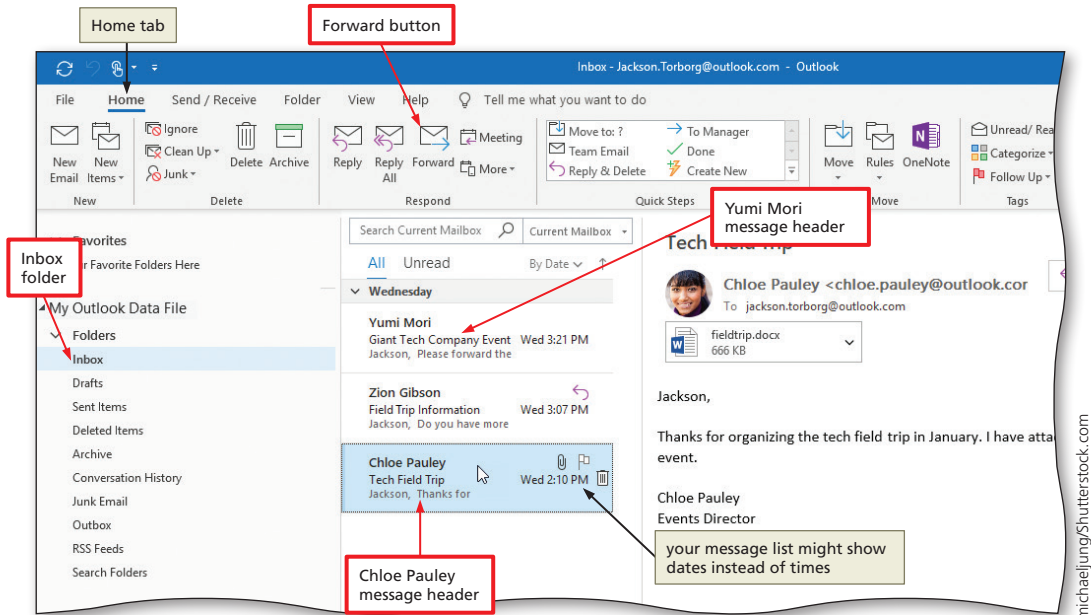 Home tab
Forward button
Inbox - Jackson.Torborg@outlook.com - Outlook
File Home Send / Receive Folder View Help Tell me what you want to do
New Email
New Items
Ignore
Clean Up
Junk
Delete
Archive
Reply
Reply All
Forward
Meeting
More
Move to: ?
Team Email
Reply & Delete
To Manager
Done
Create New
Move
Rules
OneNote
Unread/ Rea
Categorize
Follow Up
New Delete Respond Quick Steps Move Tags
Yumi Mori
message header
Inbox
folder
Favorites
ur Favorite Folders Here
My Outlook Data File
Folders
Inbox
Drafts
Sent Items
Deleted Items
Archive
Conversation History
Junk Email
Outbox
RSS Feeds
Search Folders
Search Current Mailbox Current Mailbox
All Unread By Date
Wednesday
Yumi Mori
Giant Tech Company Event Wed 3:21 PM
Jackson, Please forward the
Zion Gibson
Field Trip Information Wed 3:07 PM
Jackson, Do you have more
Chloe Pauley
Tech Field Trip Wed 2:10 PM
Jackson, Thanks for
Chloe Pauley
message header
Tech Field Trip
Chloe Pauley <chloe.pauley@outlook.cor
To jackson.torborg@outlook.com
fieldtrip.docx
666 KB
Jackson,
Thanks for organizing the tech field trip in January. I have atta
event.
Chloe Pauley
Events Director
your message list might show
dates instead of times
michaeljung/Shutterstock.com